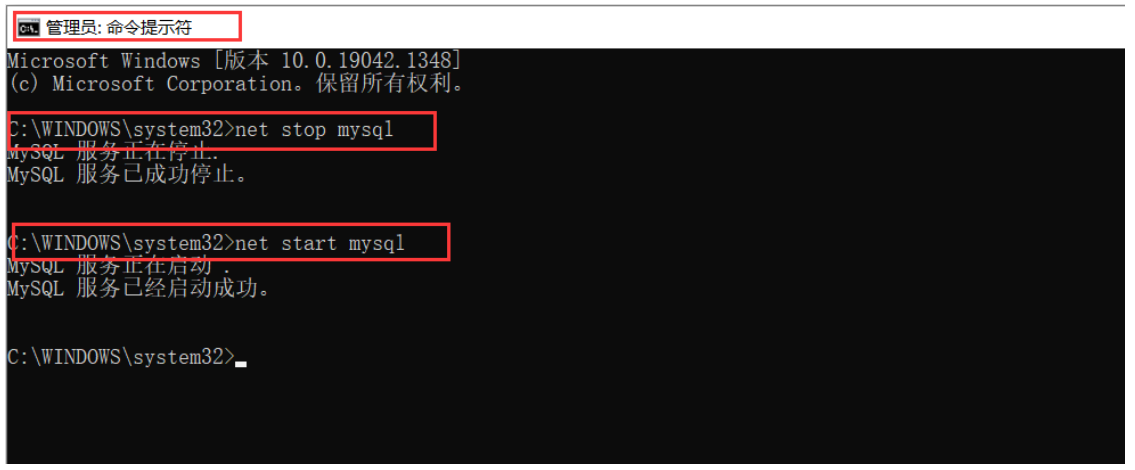 管理员: 命令提示符
Microsoft Windows [版本 10.0.19042.1348]
(c) Microsoft Corporation。保留所有权利。
C:\WINDOWS\system32>net stop mysql
MySQL 服务正在停止.
MySQL 服务已成功停止。
C:\WINDOWS\system32>net start mysql
MySQL 服务正在启动 .
MySQL 服务已经启动成功。
C:\WINDOWS\system32>